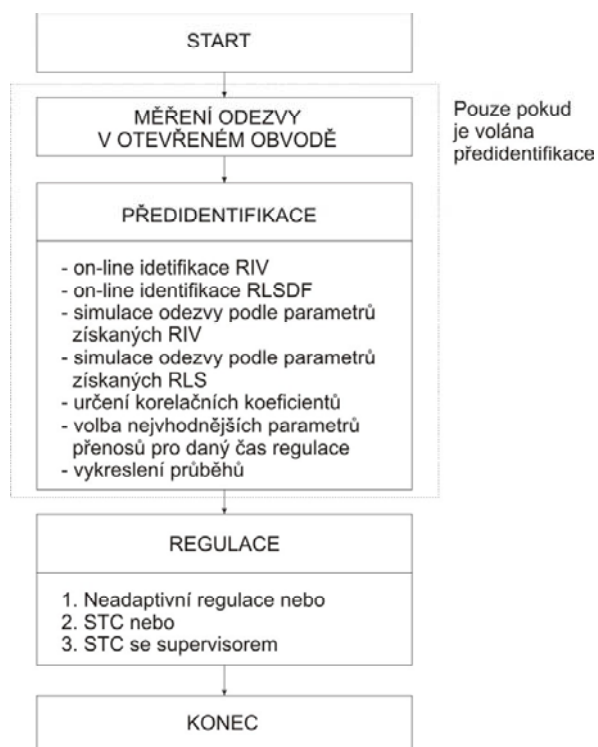 START
MĚŘENÍ ODEZVY
V OTEVŘENÉM OBVODĚ
Pouze pokud
je volána
předidentifikace
PŘEDIDENTIFIKACE
- on-line idetifikace RIV
- on-line identifikace RLSDF
- simulace odezvy podle parametrů
získaných RIV
- simulace odezvy podle parametrů
získaných RLS
- určení korelačních koeficientů
- volba nejvhodnějších parametrů
přenosů pro daný čas regulace
- vykreslení průběhů
REGULACE
1. Neadaptivní regulace nebo
2. STC nebo
3. STC se supervisorem
KONEC